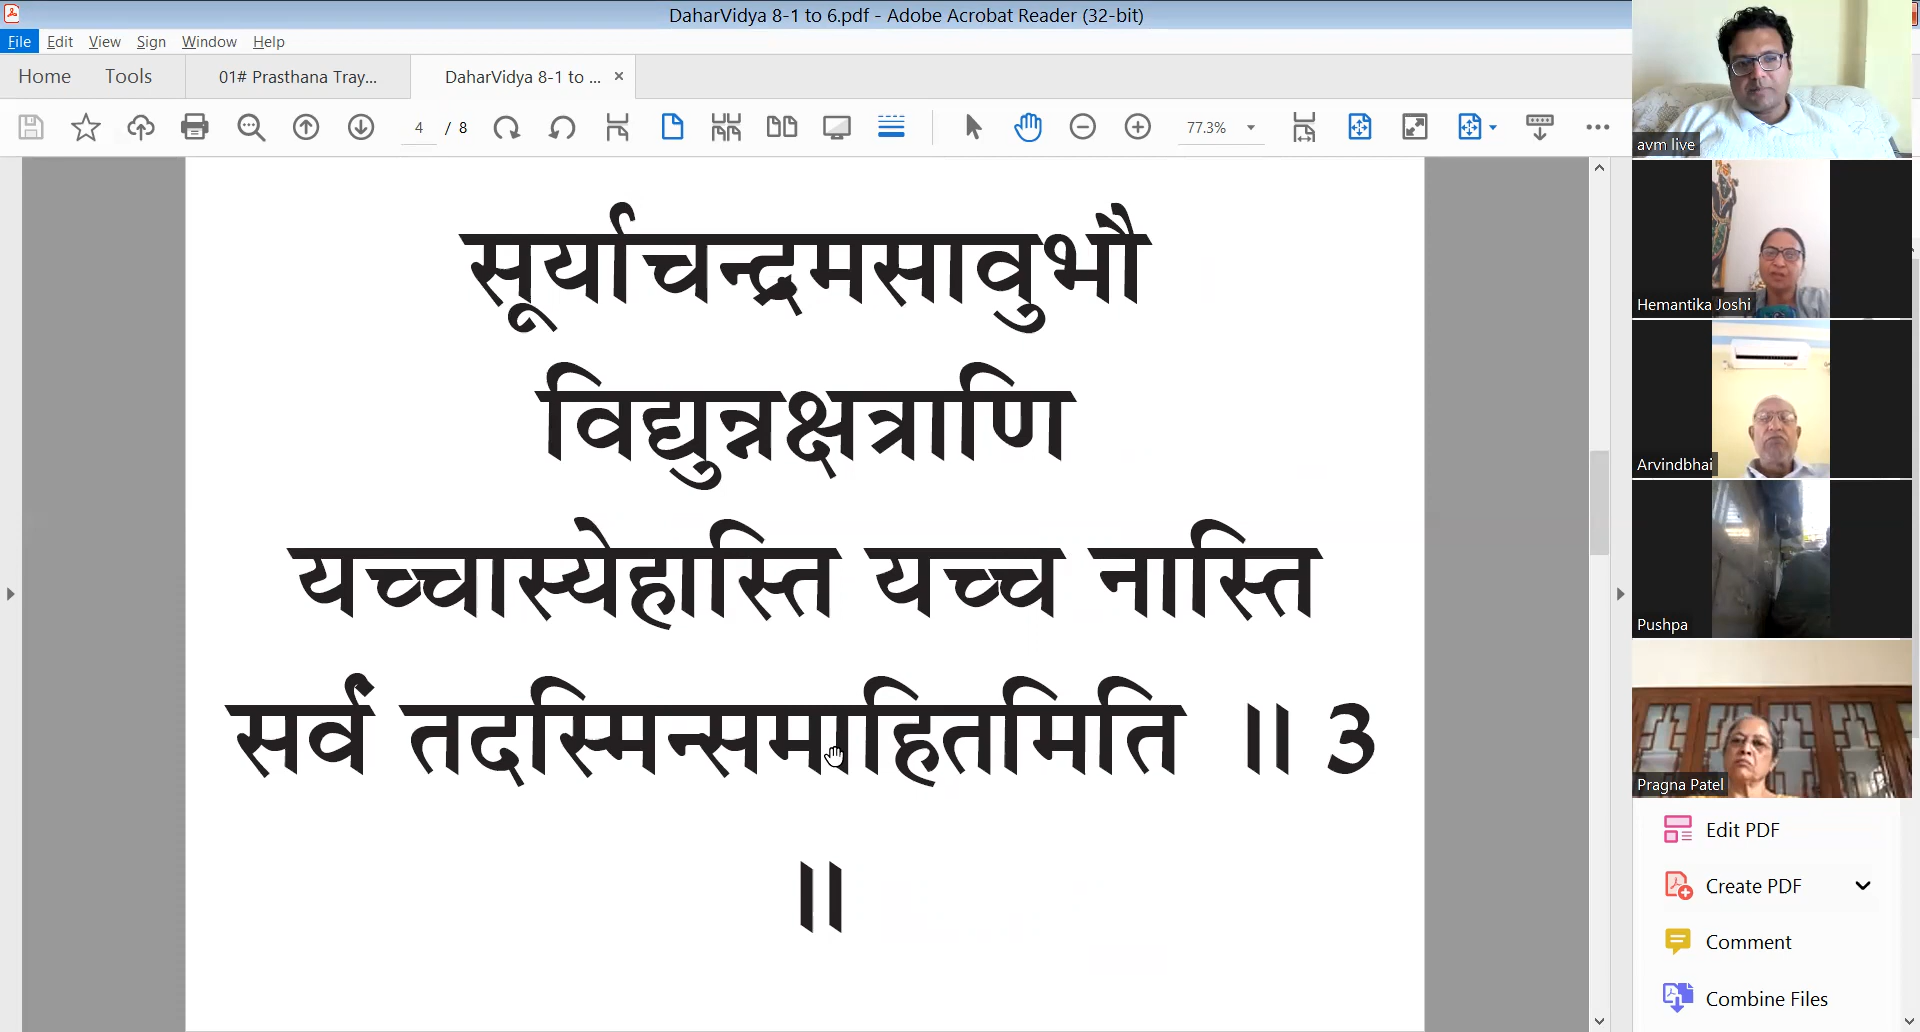 DaharVidya 8-1 to 6.pdf - Adobe Acrobat Reader (32-bit)
File Edit View Sign Window Help
Home Tools 01# Prasthana Tray... DaharVidya 8-1 to ... ×
4 / 8 77.3%
सूर्याचन्द्रमसावुभौ
विद्युन्नक्षत्राणि
यच्चास्येहास्ति यच्च नास्ति
सर्वं तदस्मिन्समाहितमिति ॥ 3
॥
avm live
Hemantika Joshi
Arvindbhai
Pushpa
Pragna Patel
Edit PDF
Create PDF
Comment
Combine Files